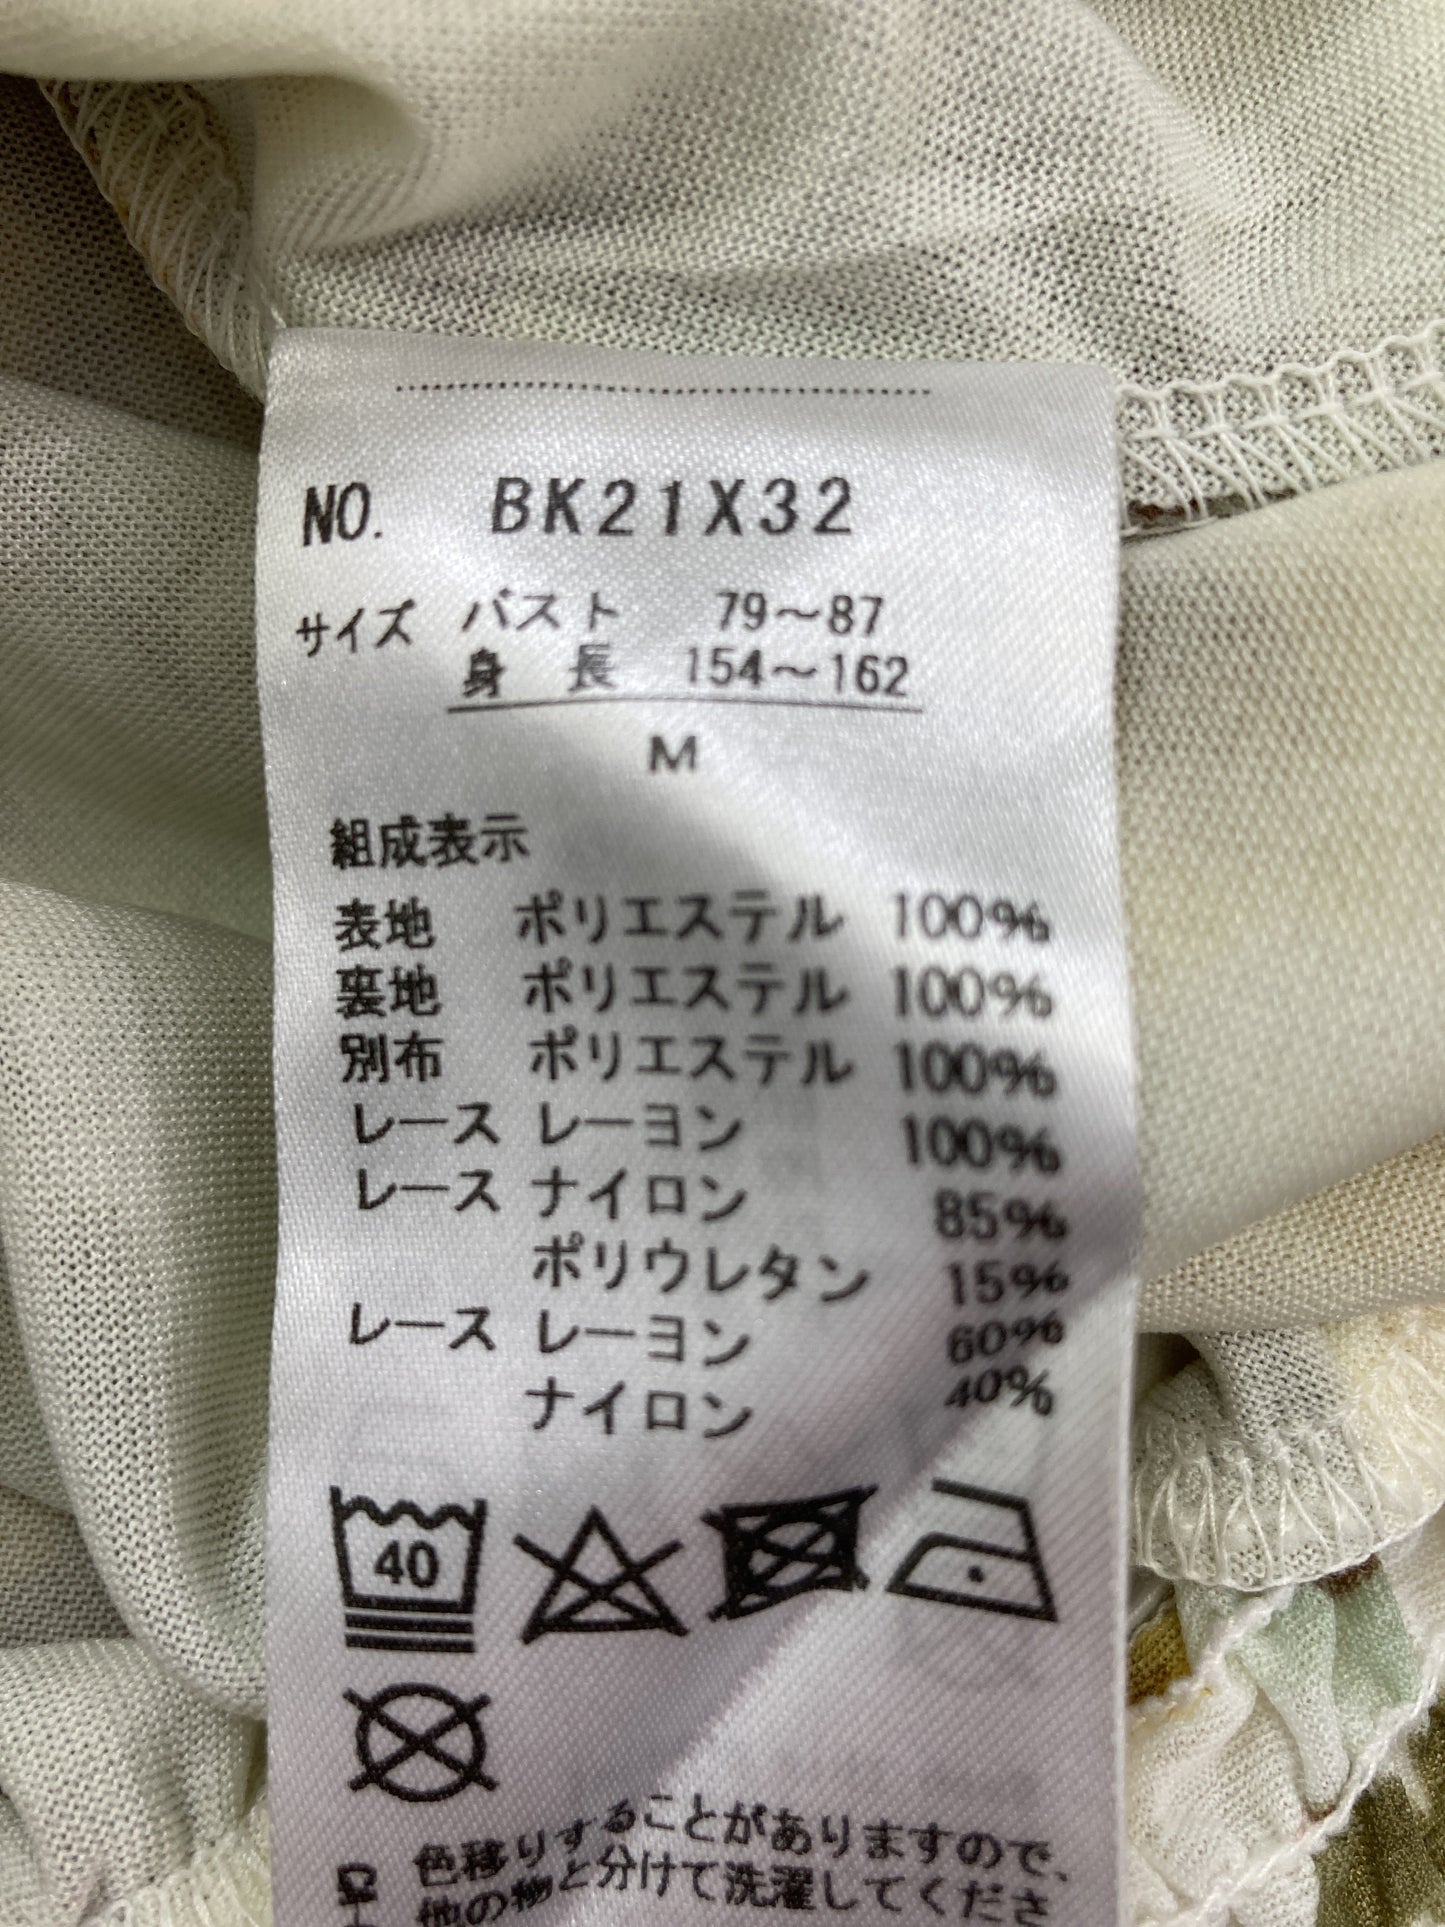 NO. BK21X32
サイズ バスト 79～87
身長 154～162
M
組成表示
表地 ポリエステル 100%
裏地 ポリエステル 100%
別布 ポリエステル 100%
レース レーヨン 100%
レース ナイロン 85%
ポリウレタン 15%
レース レーヨン 60%
ナイロン 40%
40
色移りすることがありますので、
他の物と分けて洗濯してくださ